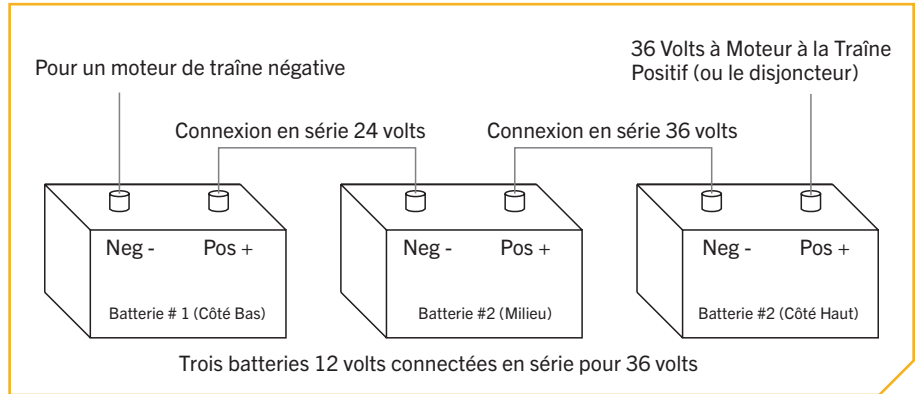 36 Volts à Moteur à la Traîne
Positif (ou le disjoncteur)
Pour un moteur de traîne négative
Connexion en série 24 volts
Connexion en série 36 volts
Neg -
Pos +
Neg -
Pos +
Neg -
Pos +
Batterie # 1 (Côté Bas)
Batterie #2 (Milieu)
Batterie #2 (Côté Haut)
Trois batteries 12 volts connectées en série pour 36 volts